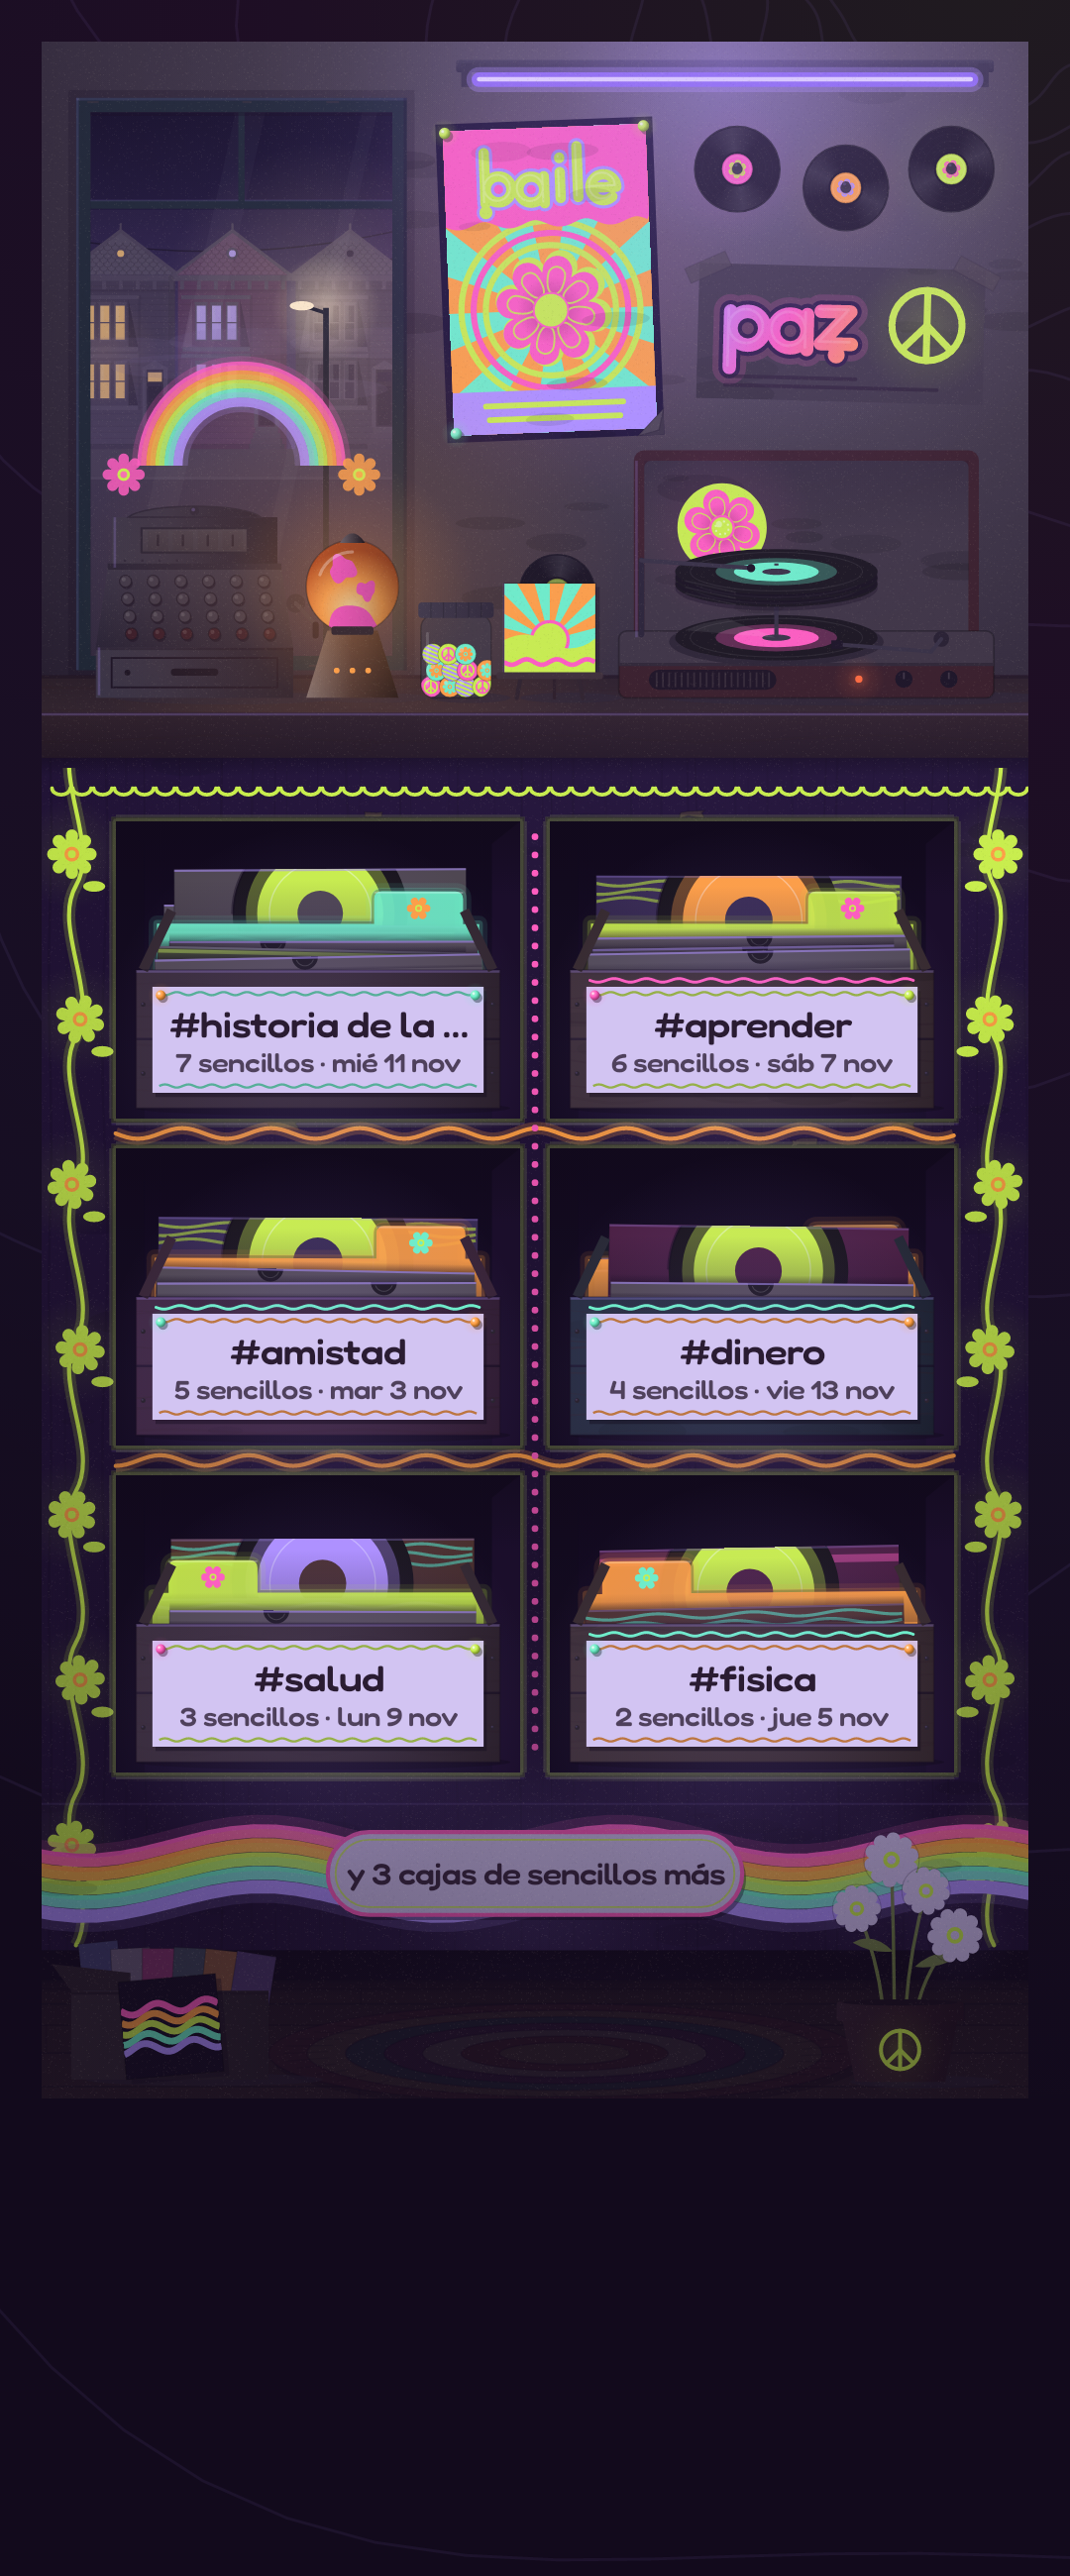 baile
paz
#historia de la ...
7 sencillos · mié 11 nov
#aprender
6 sencillos · sáb 7 nov
#amistad
5 sencillos · mar 3 nov
#dinero
4 sencillos · vie 13 nov
#salud
3 sencillos · lun 9 nov
#fisica
2 sencillos · jue 5 nov
y 3 cajas de sencillos más